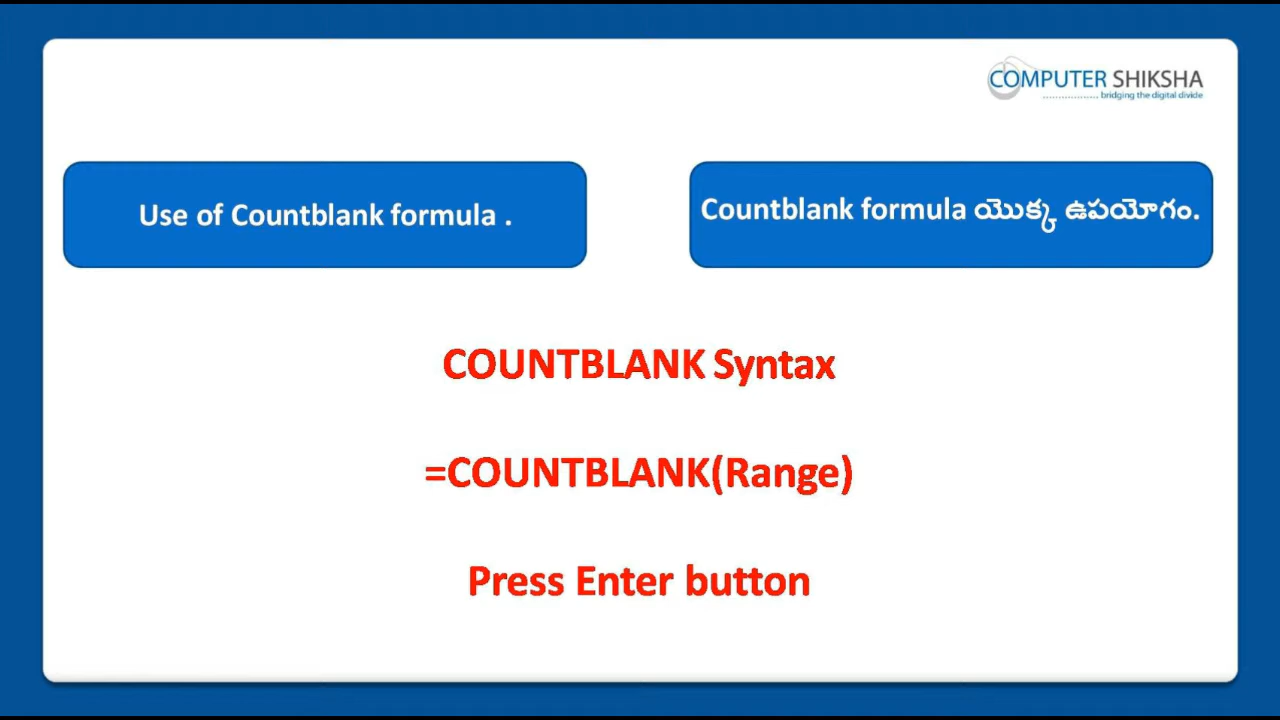 COMPUTER SHIKSHA
.................. bridging the digital divide
Use of Countblank formula .
Countblank formula యొక్క ఉపయోగం.
COUNTBLANK Syntax
=COUNTBLANK(Range)
Press Enter button